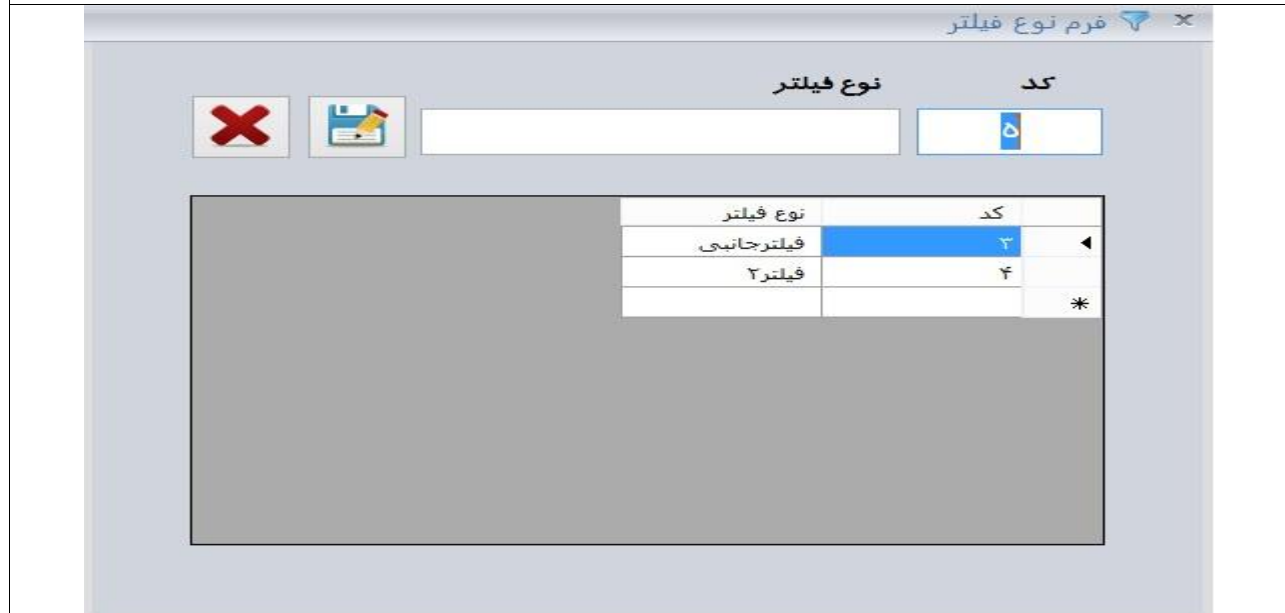 فرم نوع فیلتر
کد نوع فیلتر
۵
کد نوع فیلتر
۳ فیلترجانبی
۴ فیلتر۲